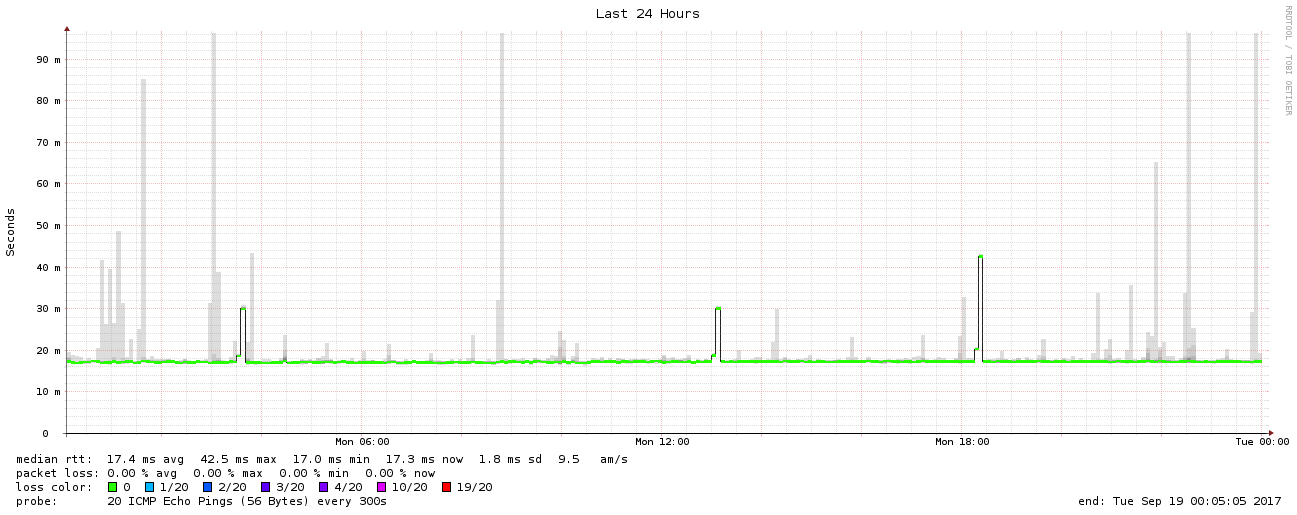 Last 24 Hours
RRDTOOL / TOBI OETIKER
Seconds
90 m
80 m
70 m
60 m
50 m
40 m
30 m
20 m
10 m
0
Mon 06:00 Mon 12:00 Mon 18:00 Tue 00:00
median rtt: 17.4 ms avg 42.5 ms max 17.0 ms min 17.3 ms now 1.8 ms sd 9.5 am/s
packet loss: 0.00 % avg 0.00 % max 0.00 % min 0.00 % now
loss color: 0 1/20 2/20 3/20 4/20 10/20 19/20
probe: 20 ICMP Echo Pings (56 Bytes) every 300s end: Tue Sep 19 00:05:05 2017